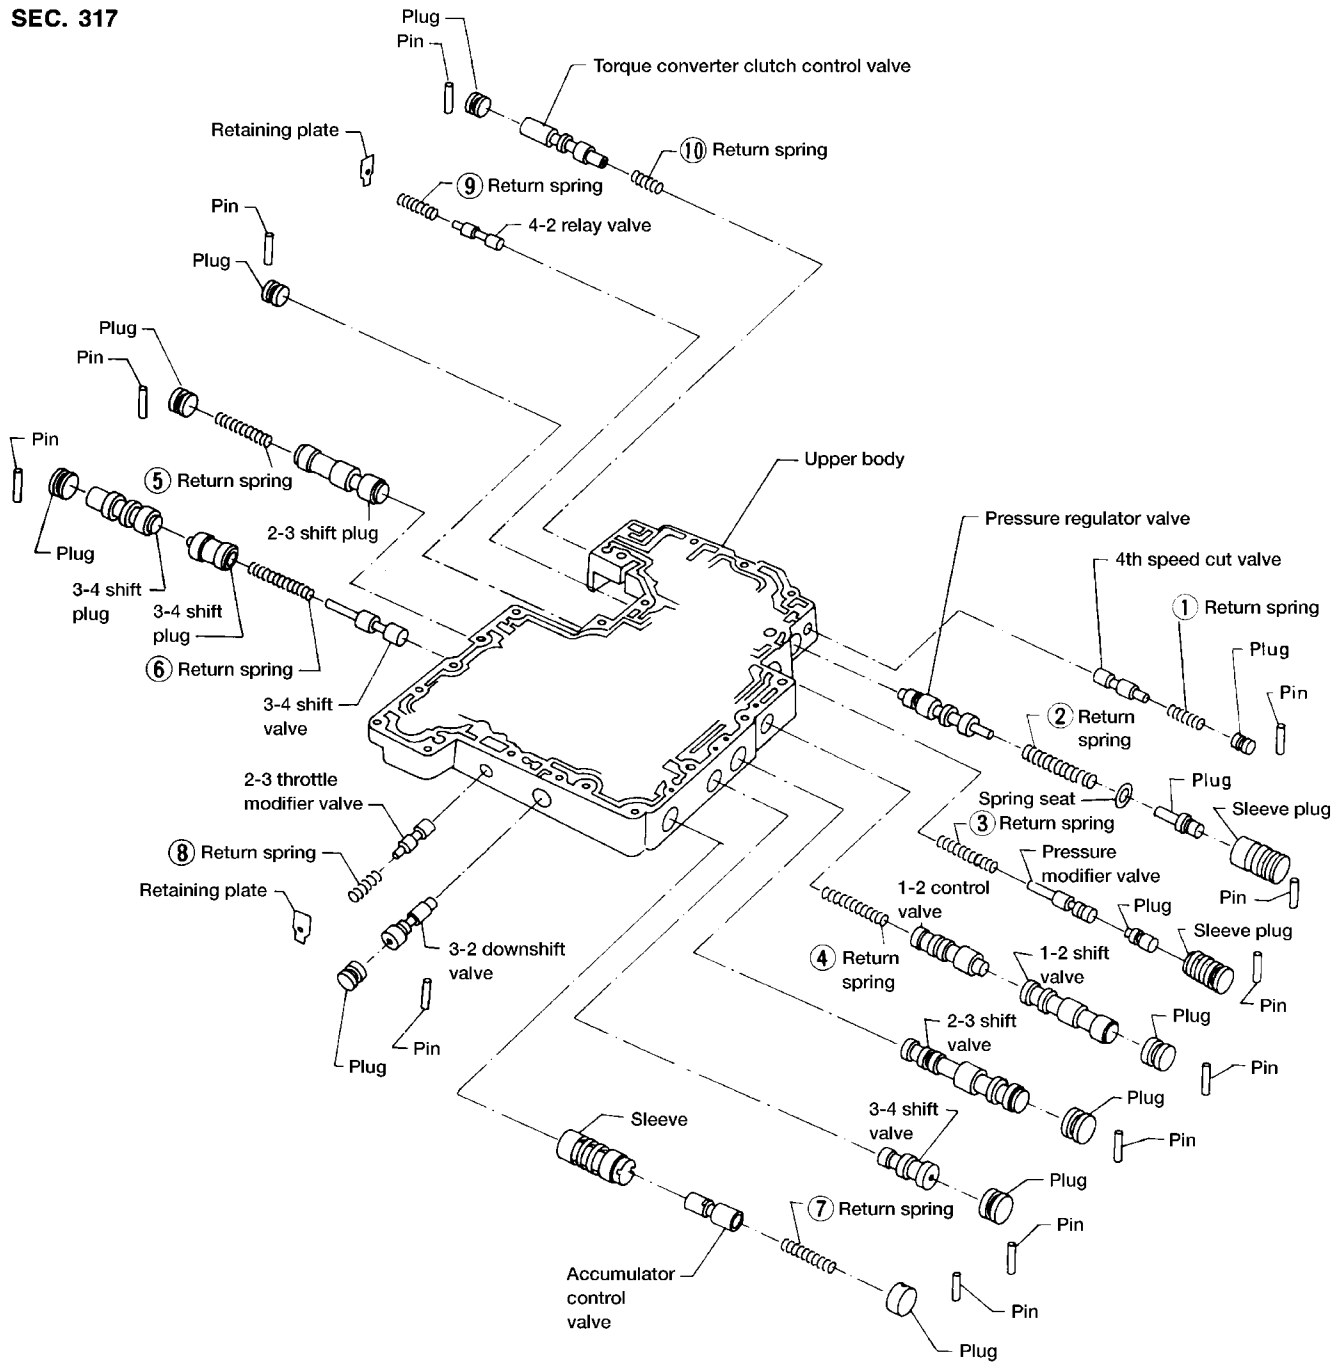 SEC. 317
Plug
Pin
Torque converter clutch control valve
Retaining plate
⑩ Return spring
⑨ Return spring
Pin
4-2 relay valve
Plug
Plug
Pin
Pin
Upper body
⑤ Return spring
Pressure regulator valve
2-3 shift plug
Plug
4th speed cut valve
3-4 shift
plug
3-4 shift
plug
① Return spring
Plug
⑥ Return spring
Pin
3-4 shift
valve
② Return
spring
2-3 throttle
modifier valve
Plug
Spring seat
Sleeve plug
③ Return spring
⑧ Return spring
Pressure
modifier valve
Retaining plate
1-2 control
valve
Pin
Plug
Sleeve plug
3-2 downshift
valve
④ Return
spring
1-2 shift
valve
Pin
Plug
2-3 shift
valve
Pin
Plug
Pin
Plug
Sleeve
3-4 shift
valve
Pin
Plug
⑦ Return spring
Pin
Accumulator
control
valve
Pin
Plug